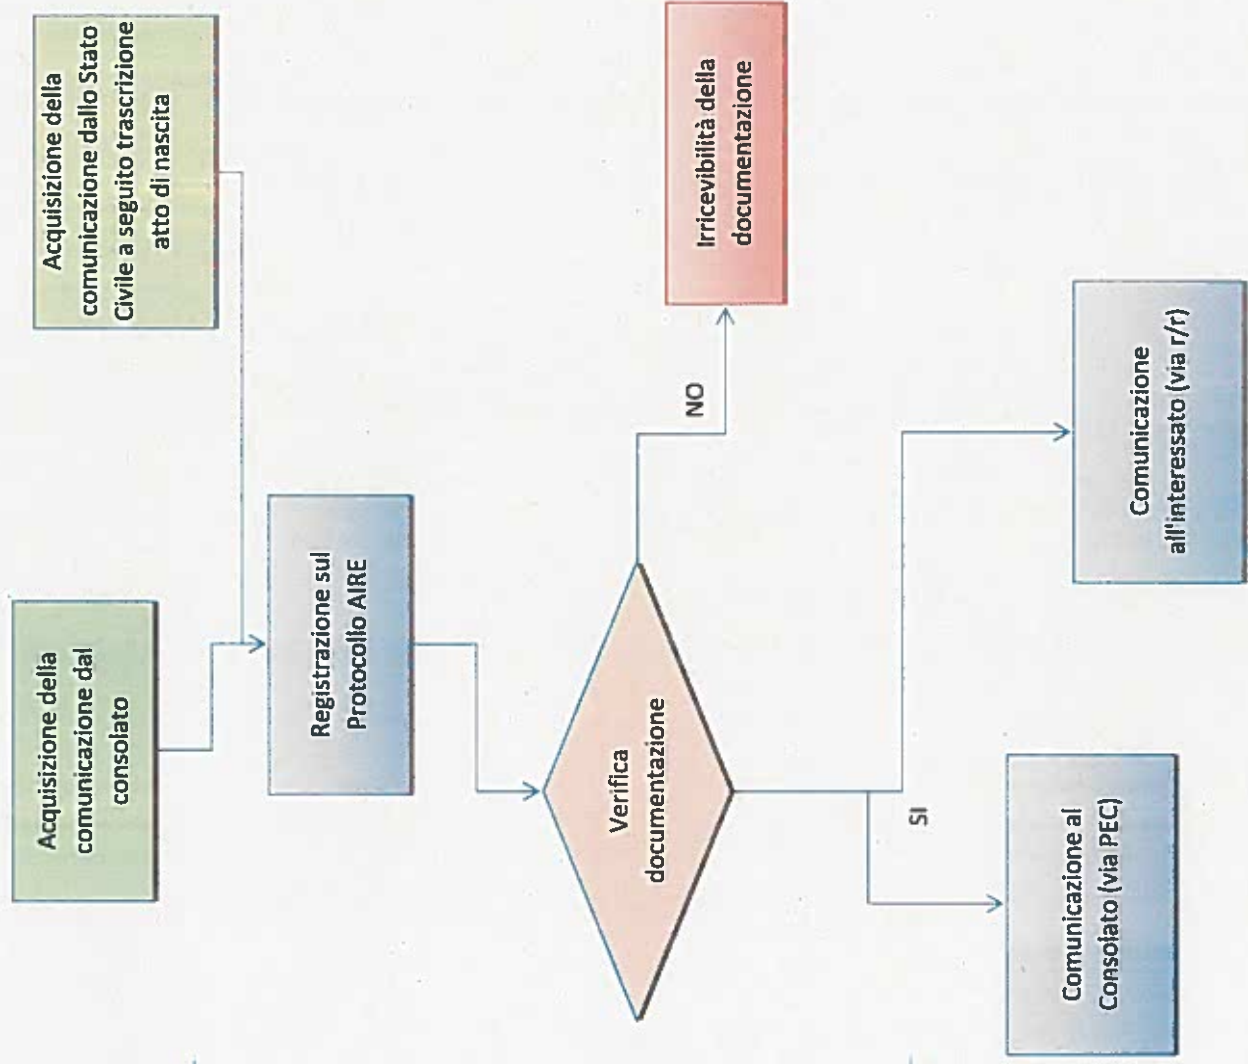 Acquisizione della
comunicazione dal
consolato
Acquisizione della
comunicazione dallo Stato
Civile a seguito trascrizione
atto di nascita
Registrazione sul
Protocollo AIRE
Verifica
documentazione
NO
Irricevibilità della
documentazione
SI
Comunicazione al
Consolato (via PEC)
Comunicazione
all'interessato (via r/r)